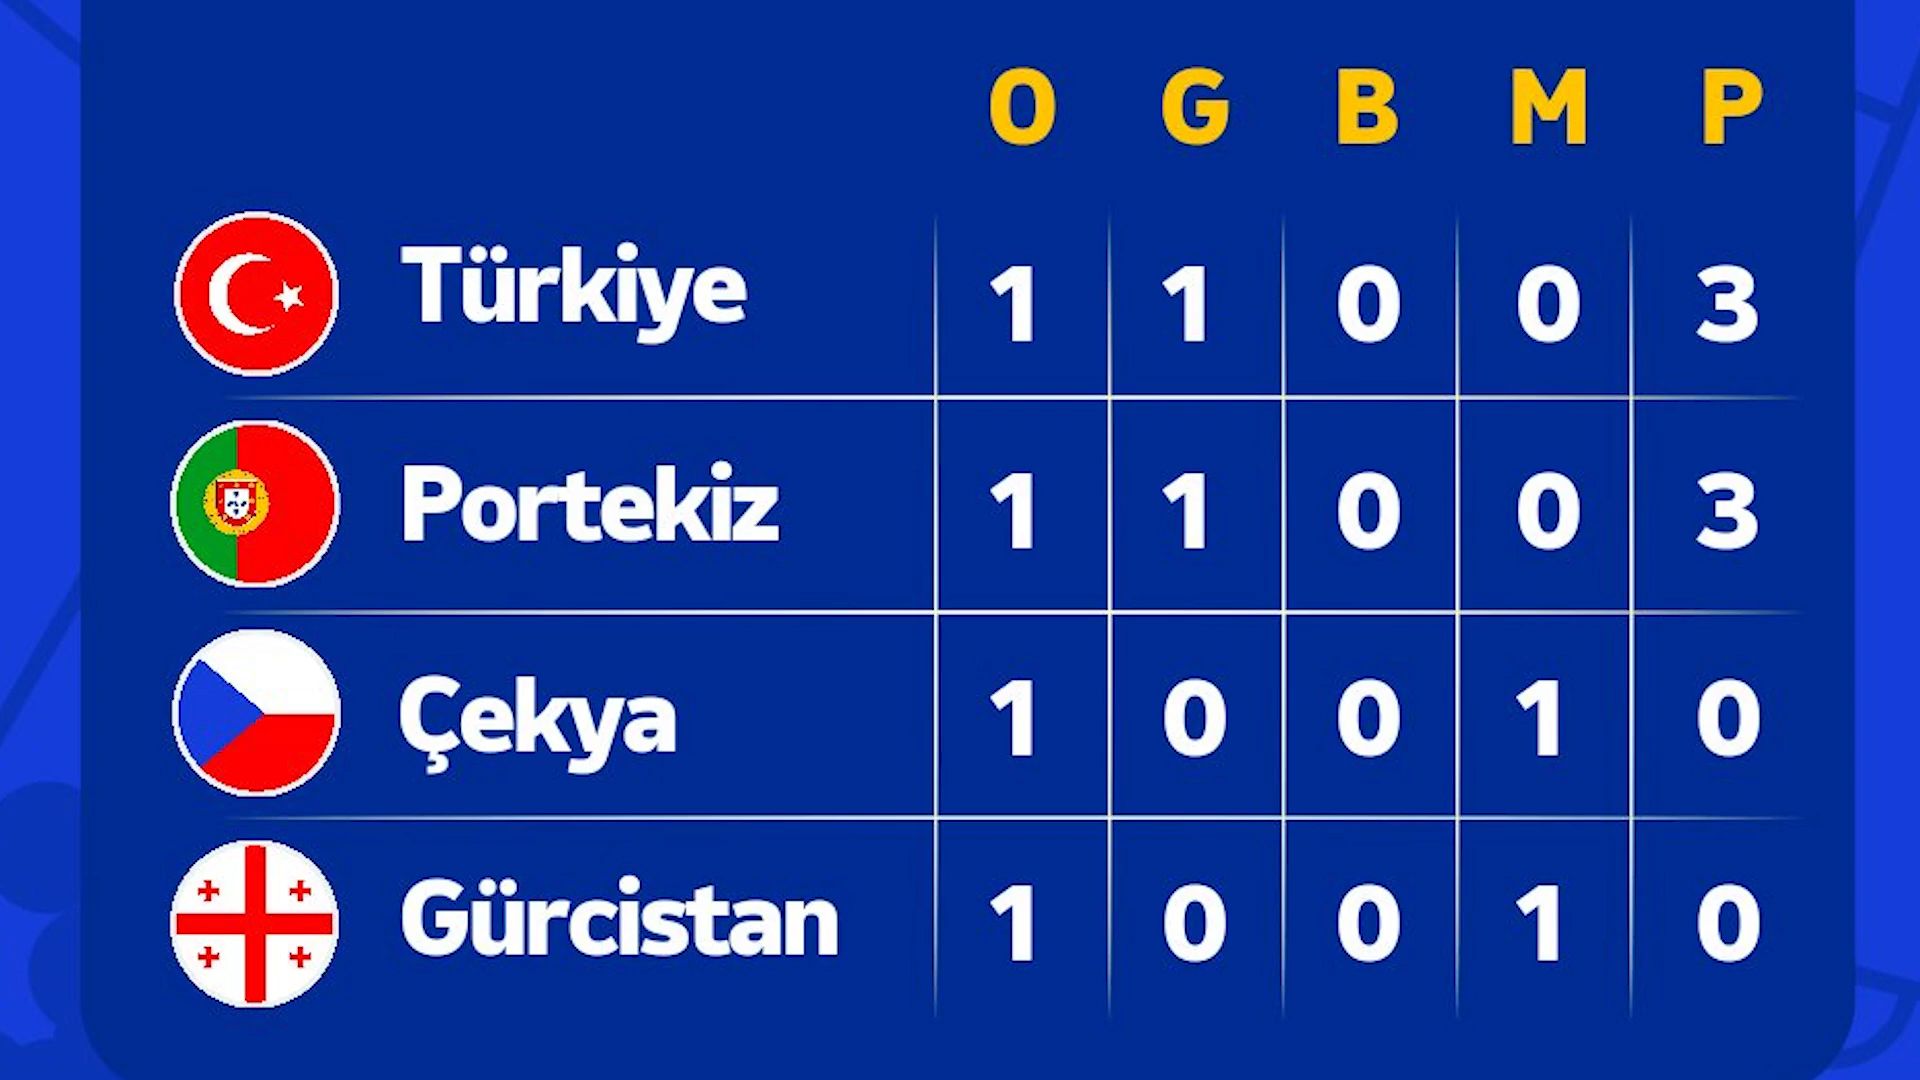 O G B M P
Türkiye 1 1 0 0 3
Portekiz 1 1 0 0 3
Çekya 1 0 0 1 0
Gürcistan 1 0 0 1 0